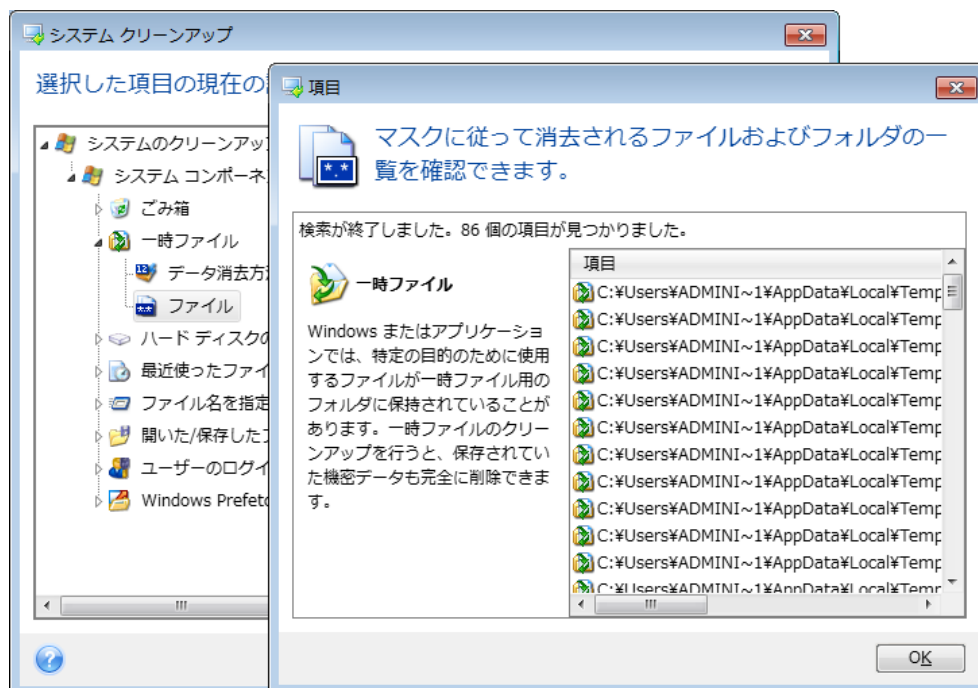 システム クリーンアップ
選択した項目の現在の
システムのクリーンアップ
システム コンポーネ
ごみ箱
一時ファイル
データ消去方
ファイル
ハード ディスクの
最近使ったファイ
ファイル名を指定
開いた/保存した
ユーザーのログイ
Windows Prefetc
項目
マスクに従って消去されるファイルおよびフォルダの一
覧を確認できます。
検索が終了しました。86 個の項目が見つかりました。
一時ファイル
Windows またはアプリケーショ
ンでは、特定の目的のために使用
するファイルが一時ファイル用の
フォルダに保持されていることが
あります。一時ファイルのクリー
ンアップを行うと、保存されてい
た機密データも完全に削除できま
す。
項目
C:¥Users¥ADMINI~1¥AppData¥Local¥Temp
C:¥Users¥ADMINI~1¥AppData¥Local¥Temp
C:¥Users¥ADMINI~1¥AppData¥Local¥Temp
C:¥Users¥ADMINI~1¥AppData¥Local¥Temp
C:¥Users¥ADMINI~1¥AppData¥Local¥Temp
C:¥Users¥ADMINI~1¥AppData¥Local¥Temp
C:¥Users¥ADMINI~1¥AppData¥Local¥Temp
C:¥Users¥ADMINI~1¥AppData¥Local¥Temp
C:¥Users¥ADMINI~1¥AppData¥Local¥Temp
C:¥Users¥ADMINI~1¥AppData¥Local¥Temp
C:¥Users¥ADMINI~1¥AppData¥Local¥Temp
C:¥Users¥ADMINI~1¥AppData¥Local¥Temp
OK